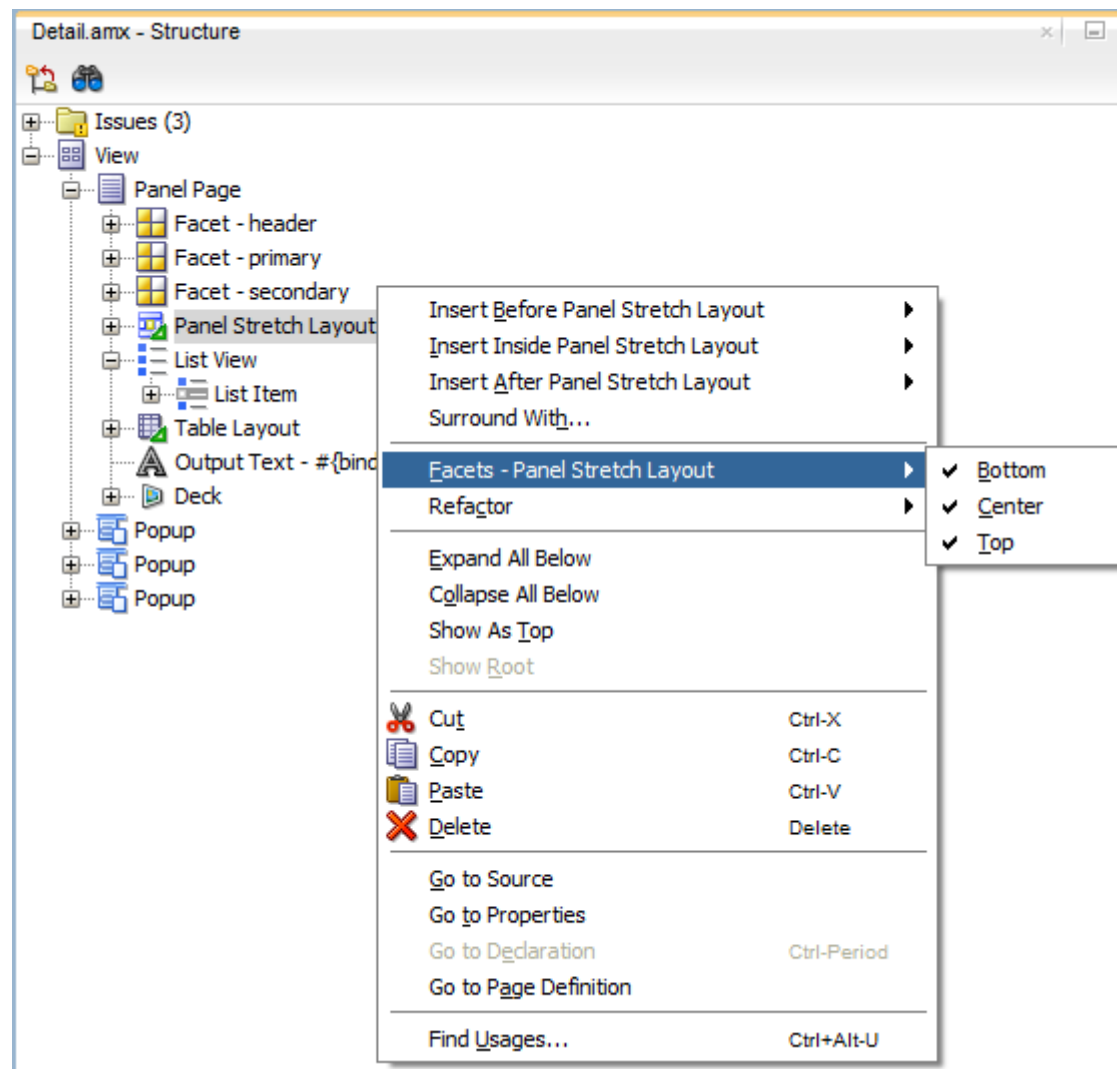 Detail.amx - Structure
Issues (3)
View
Panel Page
Facet - header
Facet - primary
Facet - secondary
Panel Stretch Layout
List View
List Item
Table Layout
Output Text - #{bind
Deck
Popup
Popup
Popup
Insert Before Panel Stretch Layout
Insert Inside Panel Stretch Layout
Insert After Panel Stretch Layout
Surround With...
Facets - Panel Stretch Layout
Refactor
Expand All Below
Collapse All Below
Show As Top
Show Root
Cut Ctrl-X
Copy Ctrl-C
Paste Ctrl-V
Delete Delete
Go to Source
Go to Properties
Go to Declaration Ctrl-Period
Go to Page Definition
Find Usages... Ctrl+Alt-U
Bottom
Center
Top